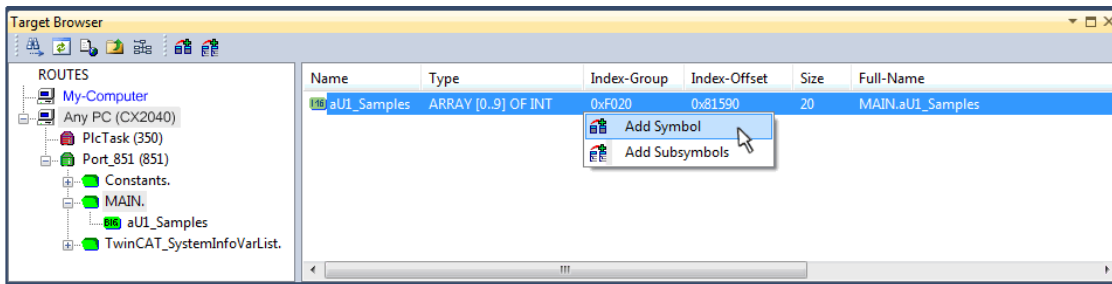 Target Browser
ROUTES
My-Computer
Any PC (CX2040)
PlcTask (350)
Port_851 (851)
Constants.
MAIN.
BIG aU1_Samples
TwinCAT_SystemInfoVarList.
Name Type Index-Group Index-Offset Size Full-Name
I16 aU1_Samples ARRAY [0..9] OF INT 0xF020 0x81590 20 MAIN.aU1_Samples
Add Symbol
Add Subsymbols